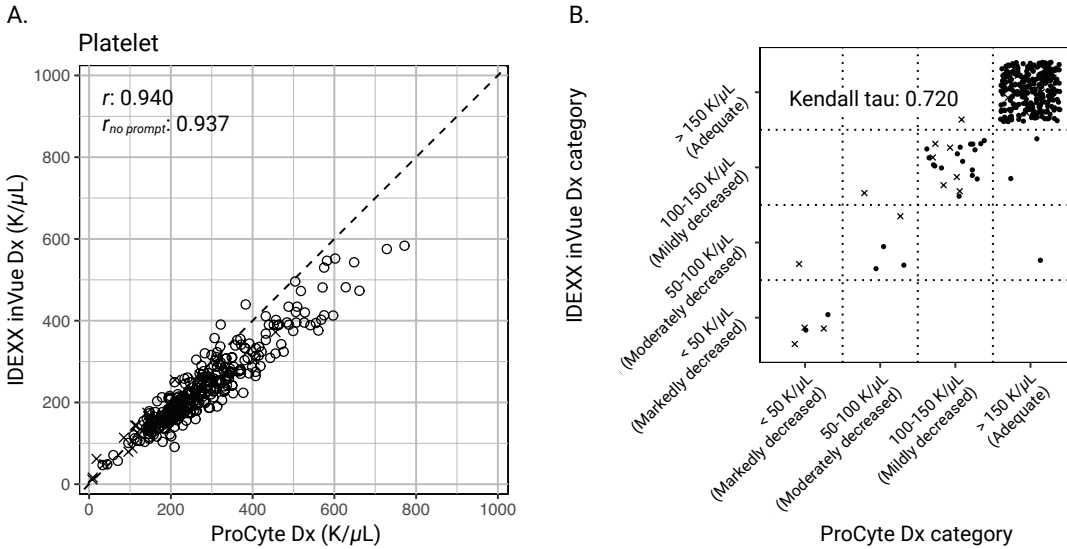 A.
Platelet
r: 0.940
r no prompt: 0.937
1000
800
600
400
200
0
IDEXX inVue Dx (K/μL)
0 200 400 600 800 1000
ProCyte Dx (K/μL)
B.
Kendall tau: 0.720
IDEXX inVue Dx category
> 150 K/μL
(Adequate)
100-150 K/μL
(Mildly decreased)
50-100 K/μL
(Moderately decreased)
< 50 K/μL
(Markedly decreased)
< 50 K/μL
(Markedly decreased)
50-100 K/μL
(Moderately decreased)
100-150 K/μL
(Mildly decreased)
> 150 K/μL
(Adequate)
ProCyte Dx category